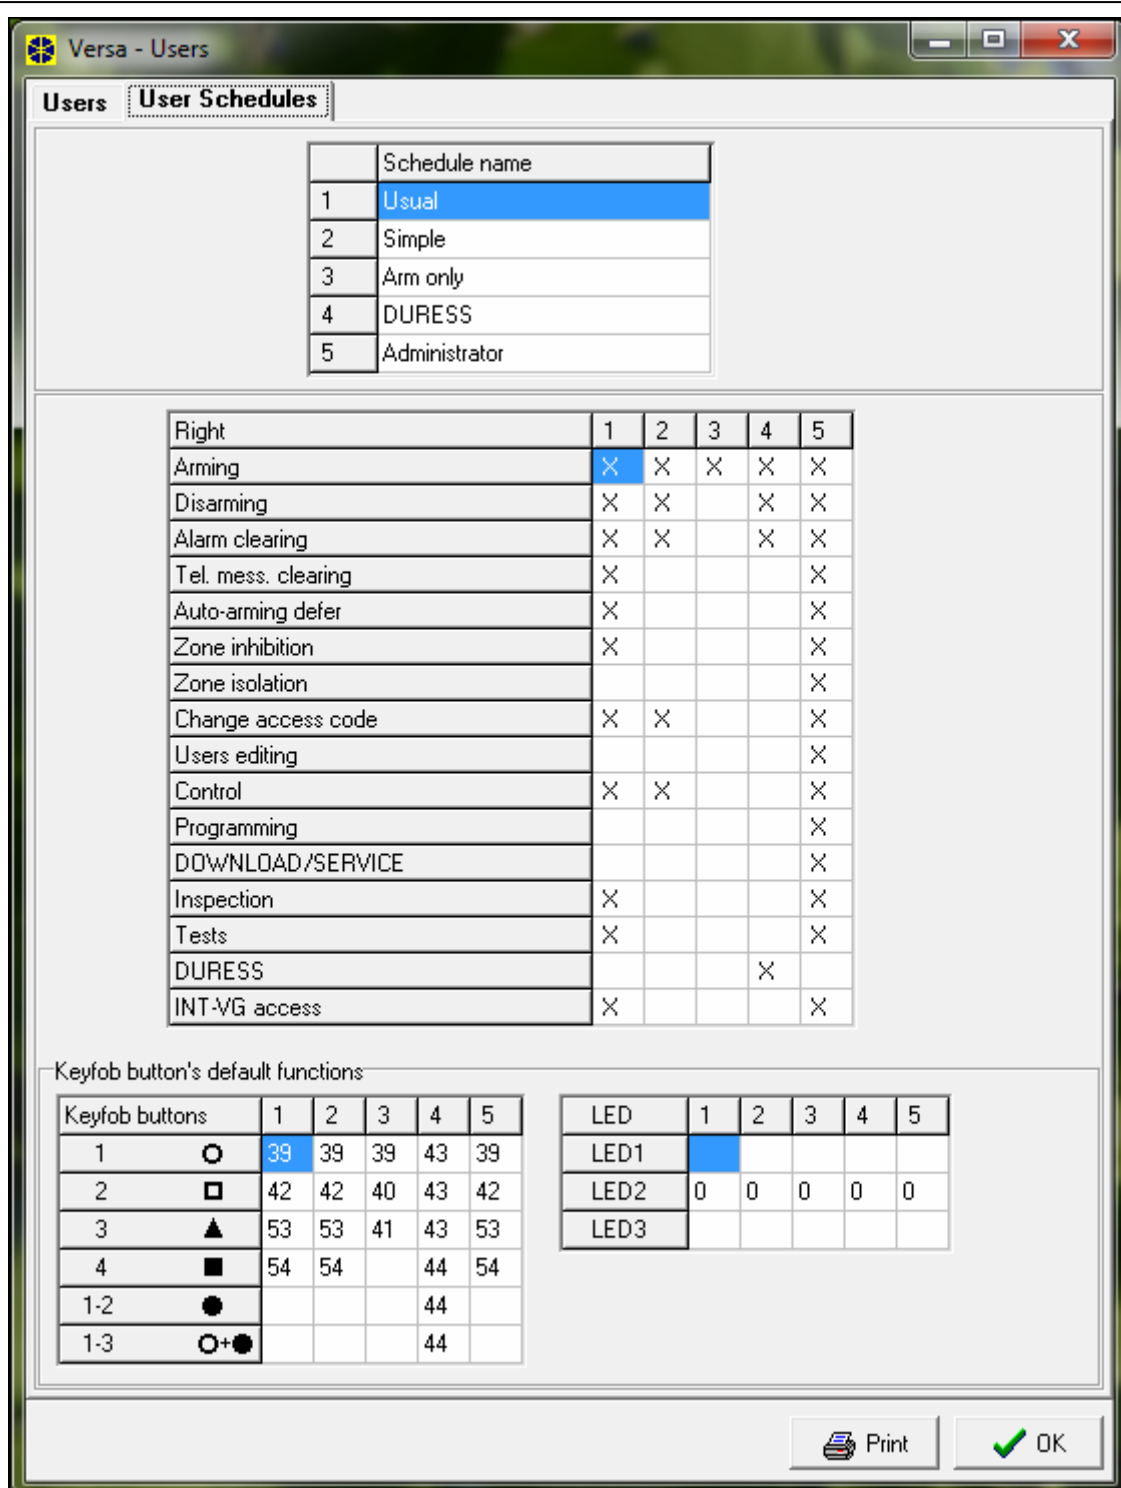 Versa - Users
Users User Schedules
Schedule name
1 Usual
2 Simple
3 Arm only
4 DURESS
5 Administrator
Right 1 2 3 4 5
Arming X X X X X
Disarming X X X X
Alarm clearing X X X X
Tel. mess. clearing X X
Auto-arming defer X X
Zone inhibition X X
Zone isolation X
Change access code X X X
Users editing X
Control X X X
Programming X
DOWNLOAD/SERVICE X
Inspection X X
Tests X X
DURESS X
INT-VG access X X
Keyfob button's default functions
Keyfob buttons 1 2 3 4 5
1 39 39 39 43 39
2 42 42 40 43 42
3 53 53 41 43 53
4 54 54 44 54
1-2 44
1-3 + 44
LED 1 2 3 4 5
LED1
LED2 0 0 0 0 0
LED3
Print OK